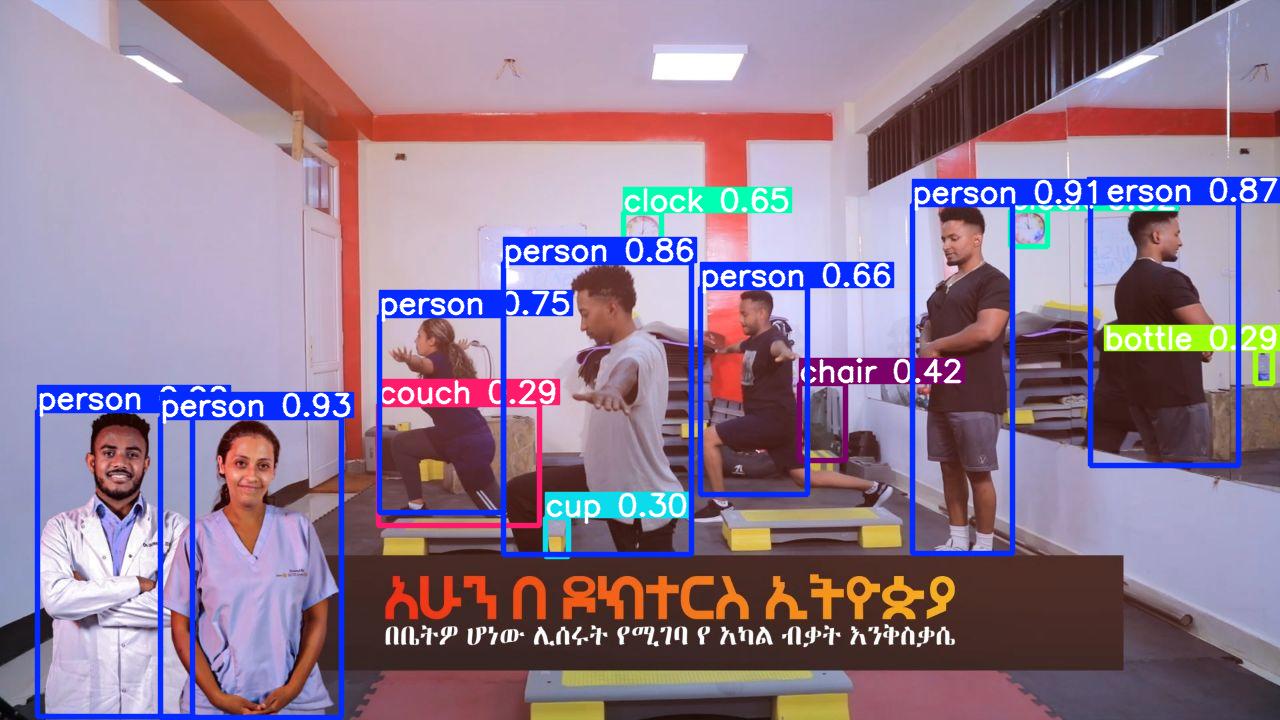 clock 0.65
person 0.91
erson 0.87
person 0.86
person 0.66
person 0.75
bottle 0.29
chair 0.42
couch 0.29
person
person 0.93
cup 0.30
አሁን በ ዶክተርስ ኢትዮጵያ
በቤትዎ ሆነው ሊሰሩት የሚገባ የ አካል ብቃት እንቅስቃሴ